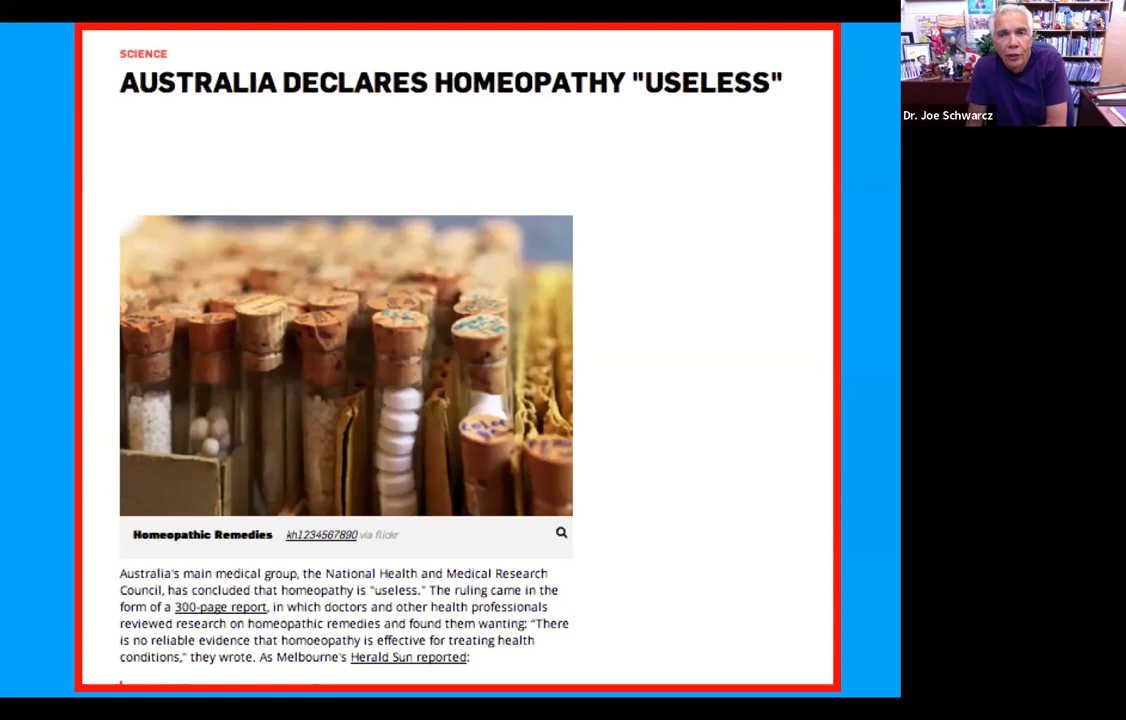 SCIENCE
AUSTRALIA DECLARES HOMEOPATHY "USELESS"
Dr. Joe Schwarcz
Homeopathic Remedies kh1234567890 via flickr
Australia's main medical group, the National Health and Medical Research
Council, has concluded that homeopathy is "useless." The ruling came in the
form of a 300-page report, in which doctors and other health professionals
reviewed research on homeopathic remedies and found them wanting: "There
is no reliable evidence that homoeopathy is effective for treating health
conditions," they wrote. As Melbourne's Herald Sun reported: